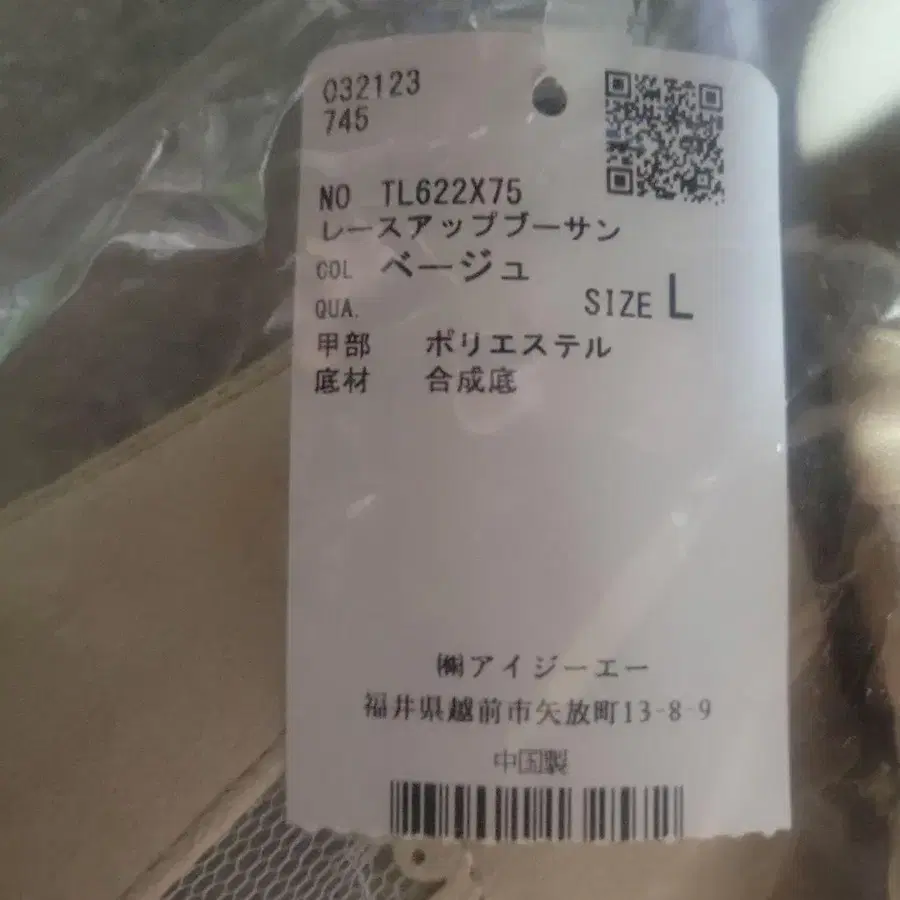 032123
745
NO TL622X75
レースアップブーサン
COL ベージュ
QUA. SIZE L
甲部 ポリエステル
底材 合成底
㈱アイジーエー
福井県越前市矢放町13-8-9
中国製